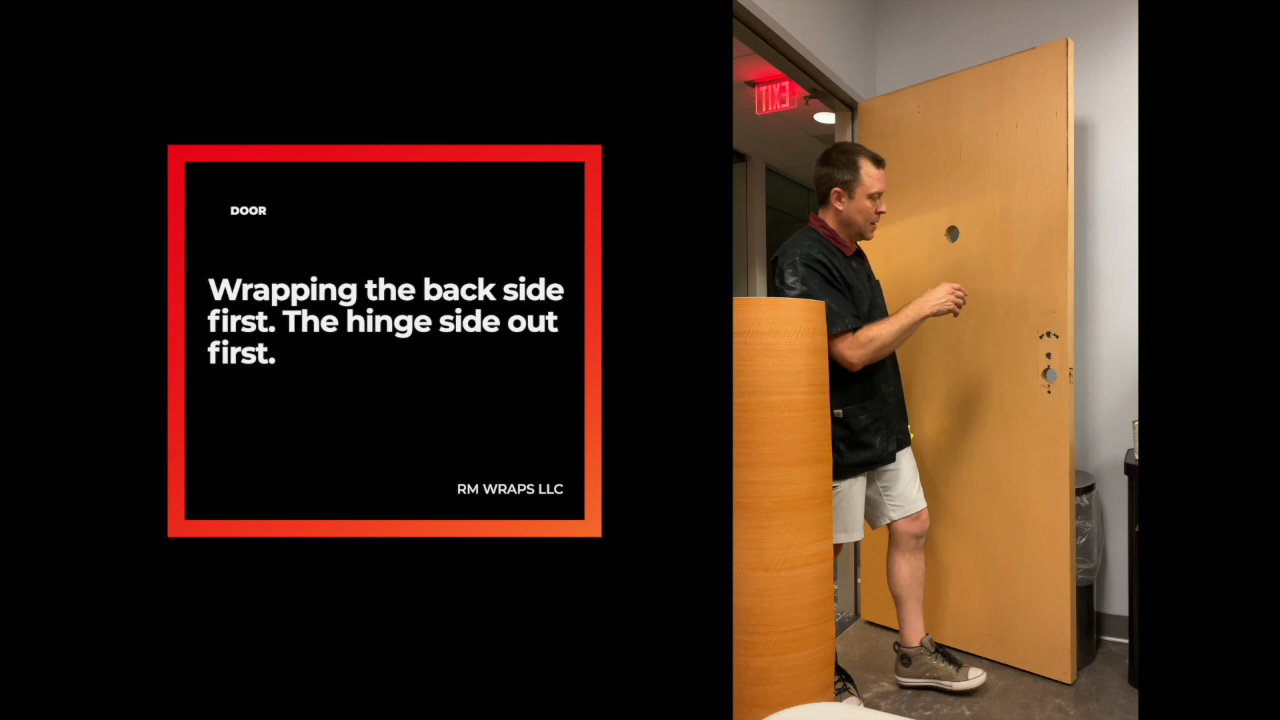 DOOR
Wrapping the back side
first. The hinge side out
first.
RM WRAPS LLC
EXIT